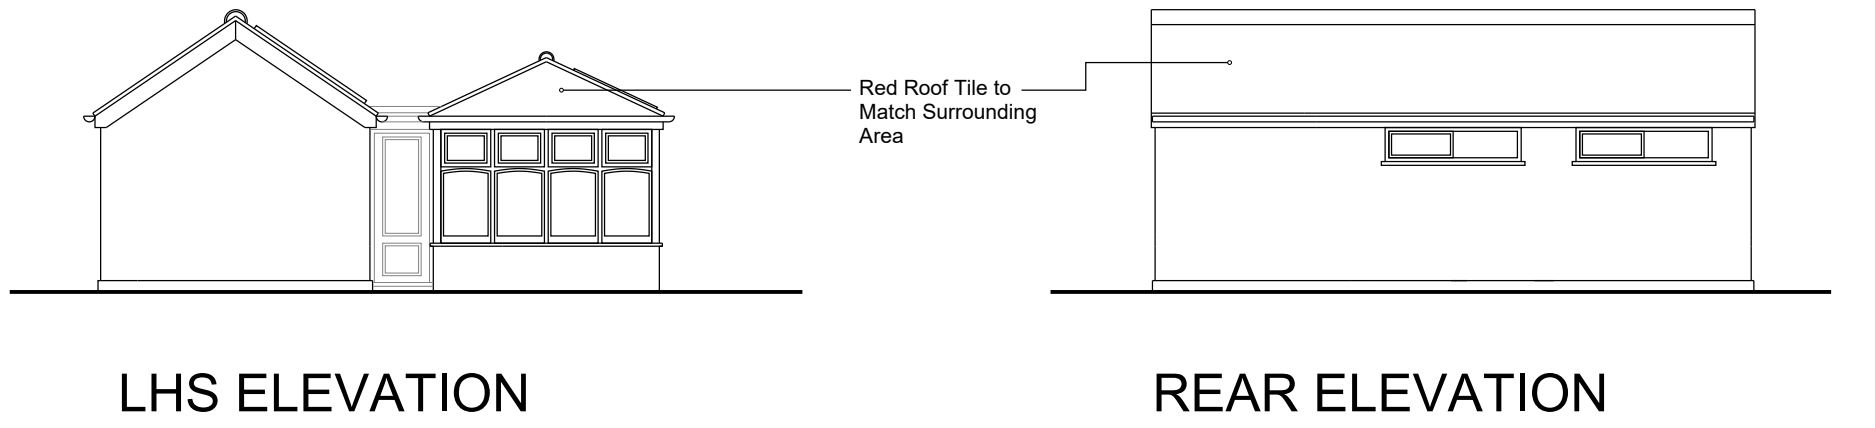 Red Roof Tile to
Match Surrounding
Area
LHS ELEVATION
REAR ELEVATION